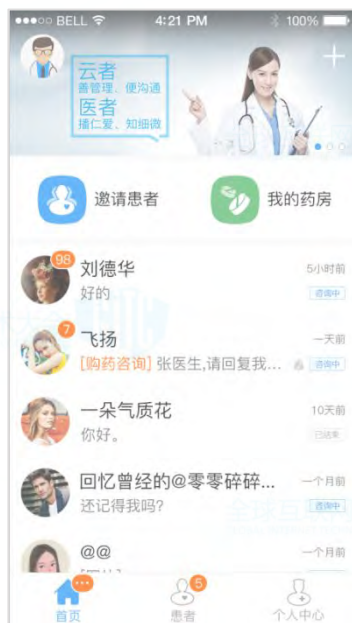 BELL 4:21 PM 100%
云者
善管理、便沟通
医者
播仁爱、知细微
邀请患者 我的药房
98
刘德华 5小时前
好的 咨询中
7
飞扬 一天前
[购药咨询] 张医生,请回复我... 咨询中
一朵气质花 10天前
你好。 已结束
回忆曾经的@零零碎碎... 一个月前
还记得我吗? 咨询中
@@ 一个月前
5
首页 患者 个人中心